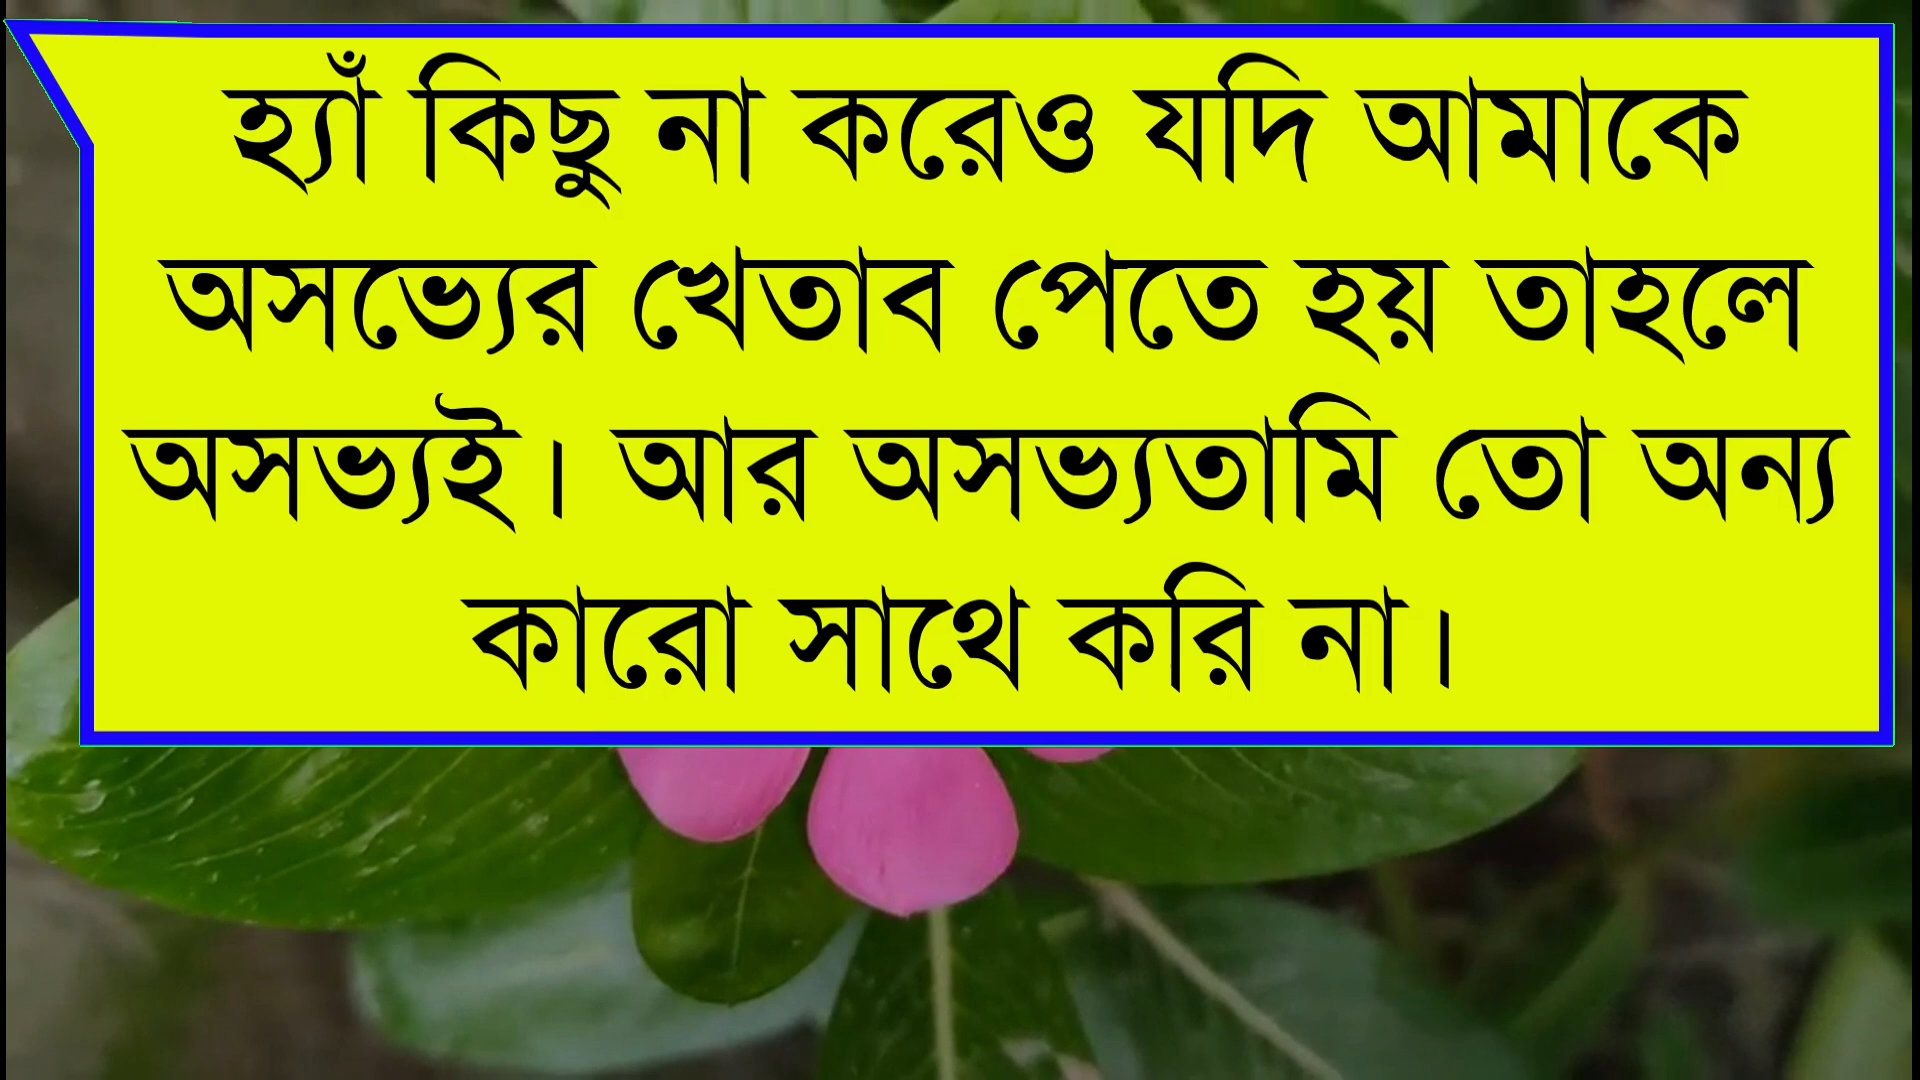 হ্যাঁ কিছু না করেও যদি আমাকে
অসভ্যের খেতাব পেতে হয় তাহলে
অসভ্যই। আর অসভ্যতামি তো অন্য
কারো সাথে করি না।